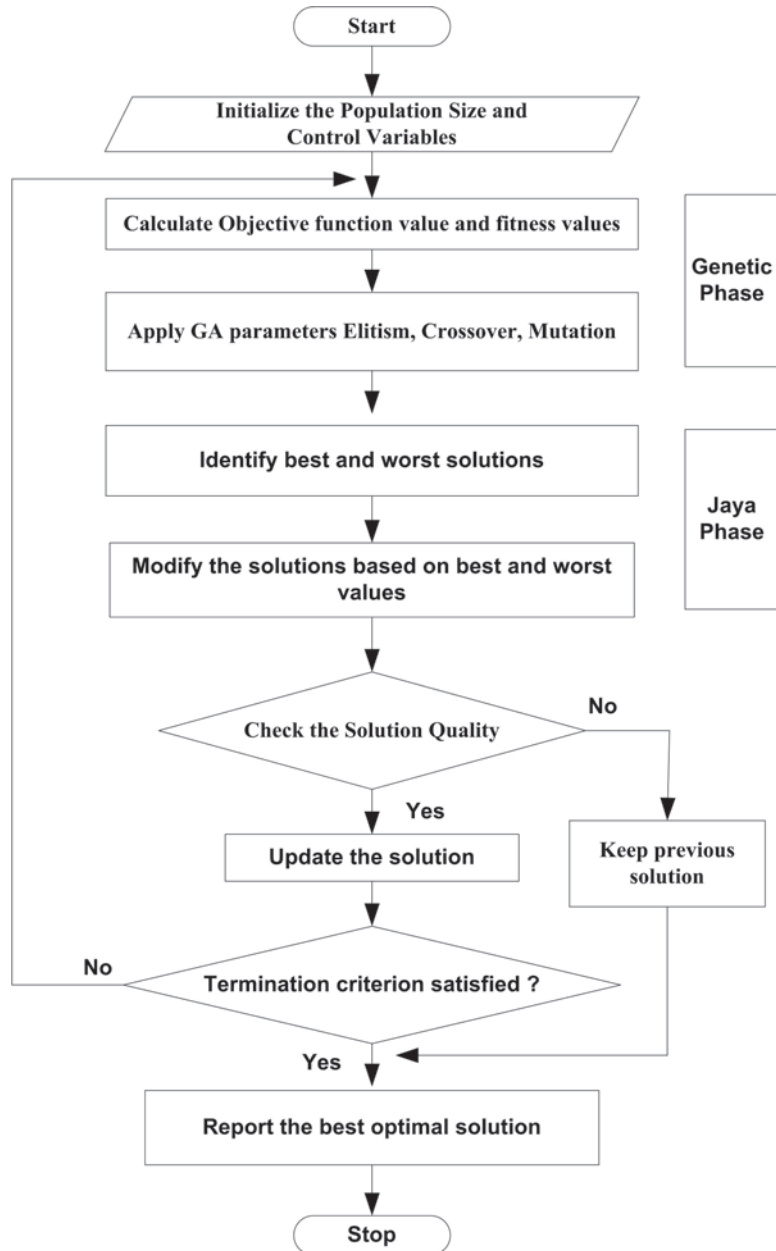 Start
Initialize the Population Size and
Control Variables
Calculate Objective function value and fitness values
Genetic
Phase
Apply GA parameters Elitism, Crossover, Mutation
Identify best and worst solutions
Jaya
Phase
Modify the solutions based on best and worst
values
Check the Solution Quality
No
Yes
Update the solution
Keep previous
solution
No
Termination criterion satisfied ?
Yes
Report the best optimal solution
Stop